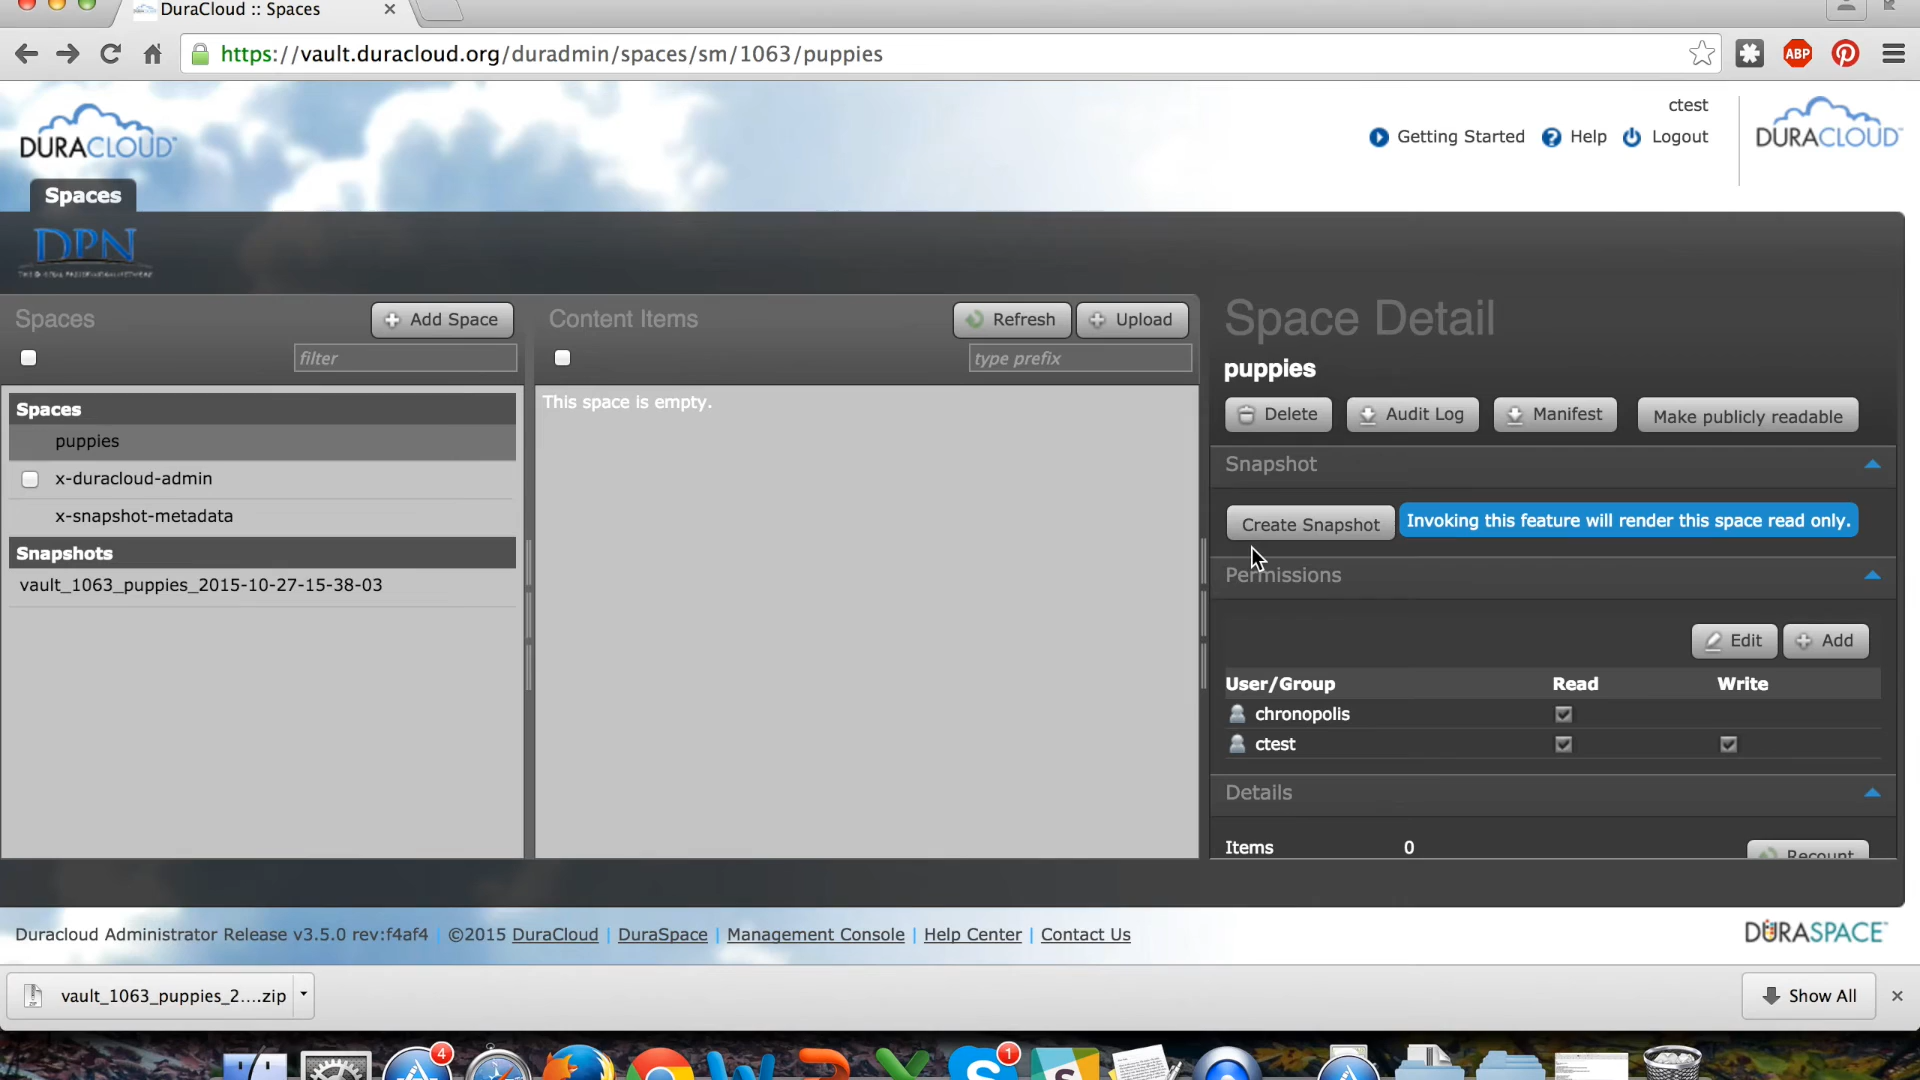 DuraCloud :: Spaces
https://vault.duracloud.org/duradmin/spaces/sm/1063/puppies
ABP
ctest
Getting Started
Help
Logout
DURACLOUD
DURACLOUD
Spaces
DPN
Spaces
Add Space
filter
Content Items
Refresh
Upload
type prefix
Space Detail
puppies
Delete
Audit Log
Manifest
Make publicly readable
Spaces
puppies
x-duracloud-admin
x-snapshot-metadata
Snapshots
vault_1063_puppies_2015-10-27-15-38-03
This space is empty.
Snapshot
Create Snapshot
Invoking this feature will render this space read only.
Permissions
Edit
Add
User/Group Read Write
chronopolis
ctest
Details
Items 0
Recount
Duracloud Administrator Release v3.5.0 rev:f4af4 | ©2015 DuraCloud | DuraSpace | Management Console | Help Center | Contact Us
DURASPACE
vault_1063_puppies_2....zip
Show All
4
1